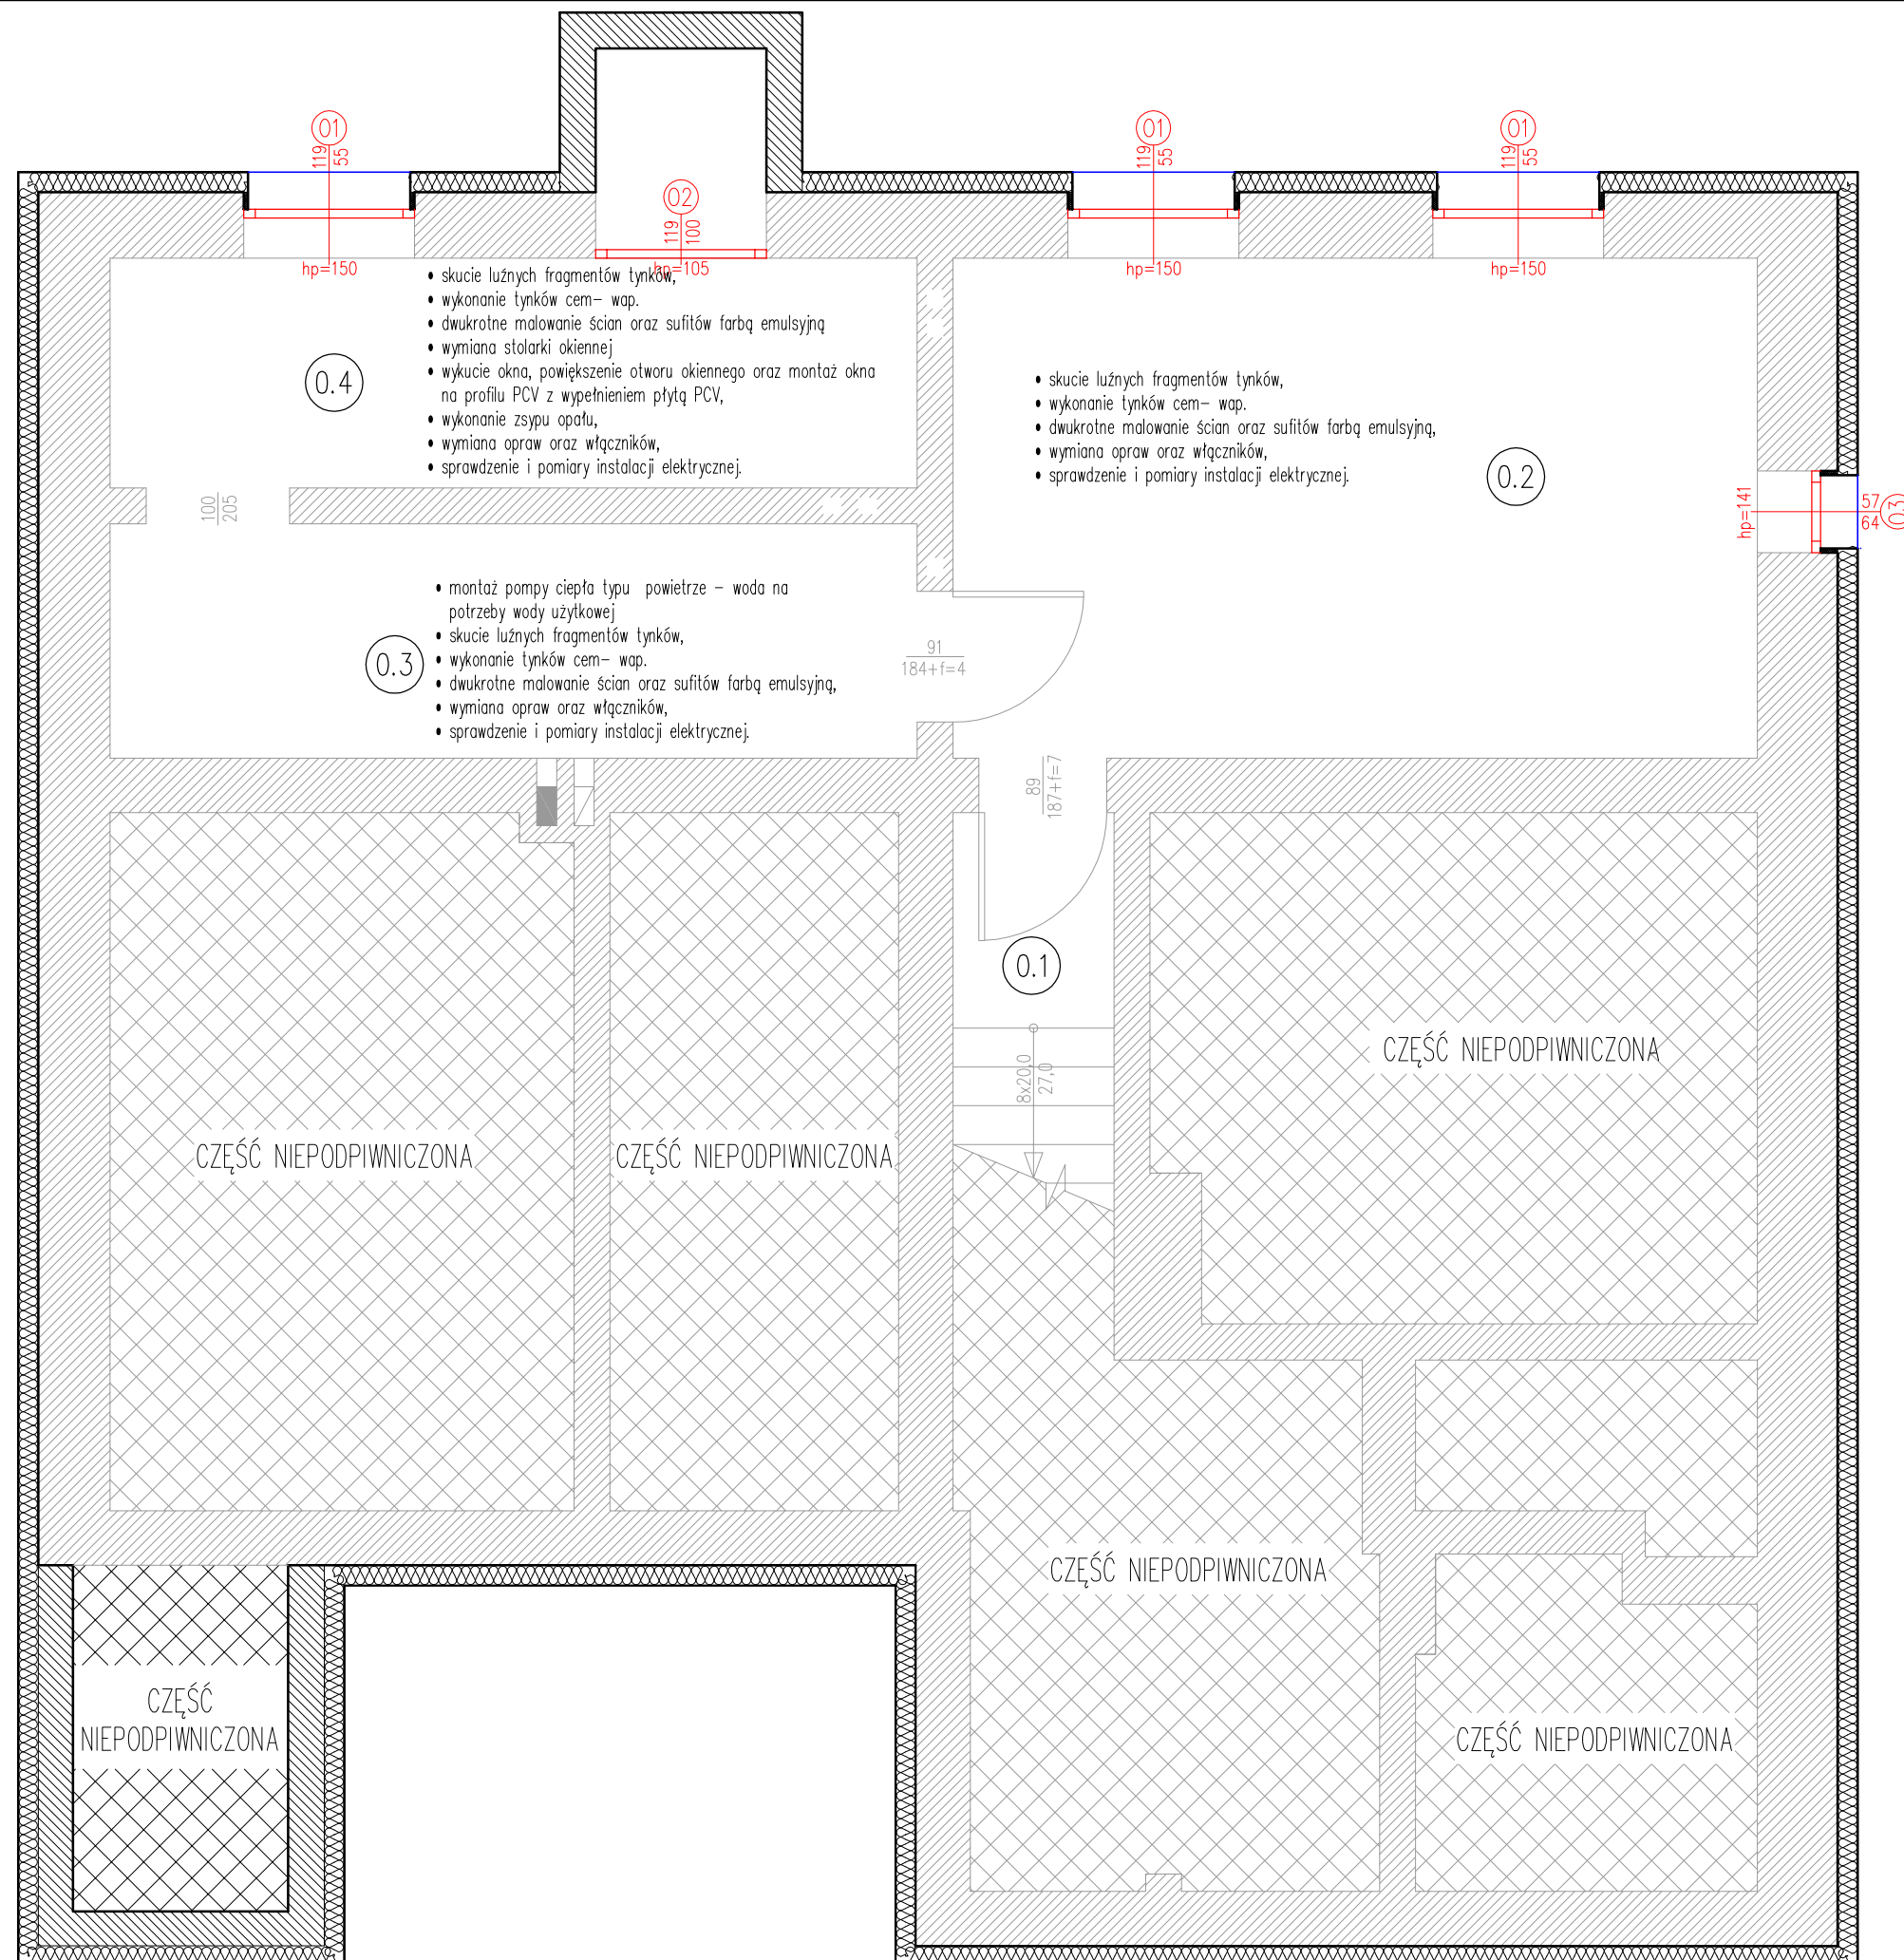 O1
119
55
O1
119
55
O1
119
55
O2
119
100
hp=150
hp=105
hp=150
hp=150
• skucie luźnych fragmentów tynków,
• wykonanie tynków cem- wap.
• dwukrotne malowanie ścian oraz sufitów farbą emulsyjną
• wymiana stolarki okiennej
• wykucie okna, powiększenie otworu okiennego oraz montaż okna
na profilu PCV z wypełnieniem płytą PCV,
• wykonanie zsypu opału,
• wymiana opraw oraz włączników,
• sprawdzenie i pomiary instalacji elektrycznej.
0.4
• skucie luźnych fragmentów tynków,
• wykonanie tynków cem- wap.
• dwukrotne malowanie ścian oraz sufitów farbą emulsyjną,
• wymiana opraw oraz włączników,
• sprawdzenie i pomiary instalacji elektrycznej.
0.2
100
205
hp=141
57
64
O3
• montaż pompy ciepła typu powietrze - woda na
potrzeby wody użytkowej
• skucie luźnych fragmentów tynków,
• wykonanie tynków cem- wap.
• dwukrotne malowanie ścian oraz sufitów farbą emulsyjną,
• wymiana opraw oraz włączników,
• sprawdzenie i pomiary instalacji elektrycznej.
0.3
91
184+f=4
89
187+f=7
0.1
8x20,0
27,0
CZĘŚĆ NIEPODPIWNICZONA
CZĘŚĆ NIEPODPIWNICZONA
CZĘŚĆ NIEPODPIWNICZONA
CZĘŚĆ NIEPODPIWNICZONA
CZĘŚĆ
NIEPODPIWNICZONA
CZĘŚĆ NIEPODPIWNICZONA